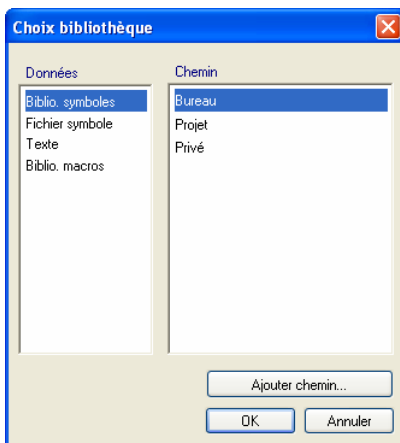 Choix bibliothèque
Données
Chemin
Biblio. symboles
Fichier symbole
Texte
Biblio. macros
Bureau
Projet
Privé
Ajouter chemin...
OK
Annuler